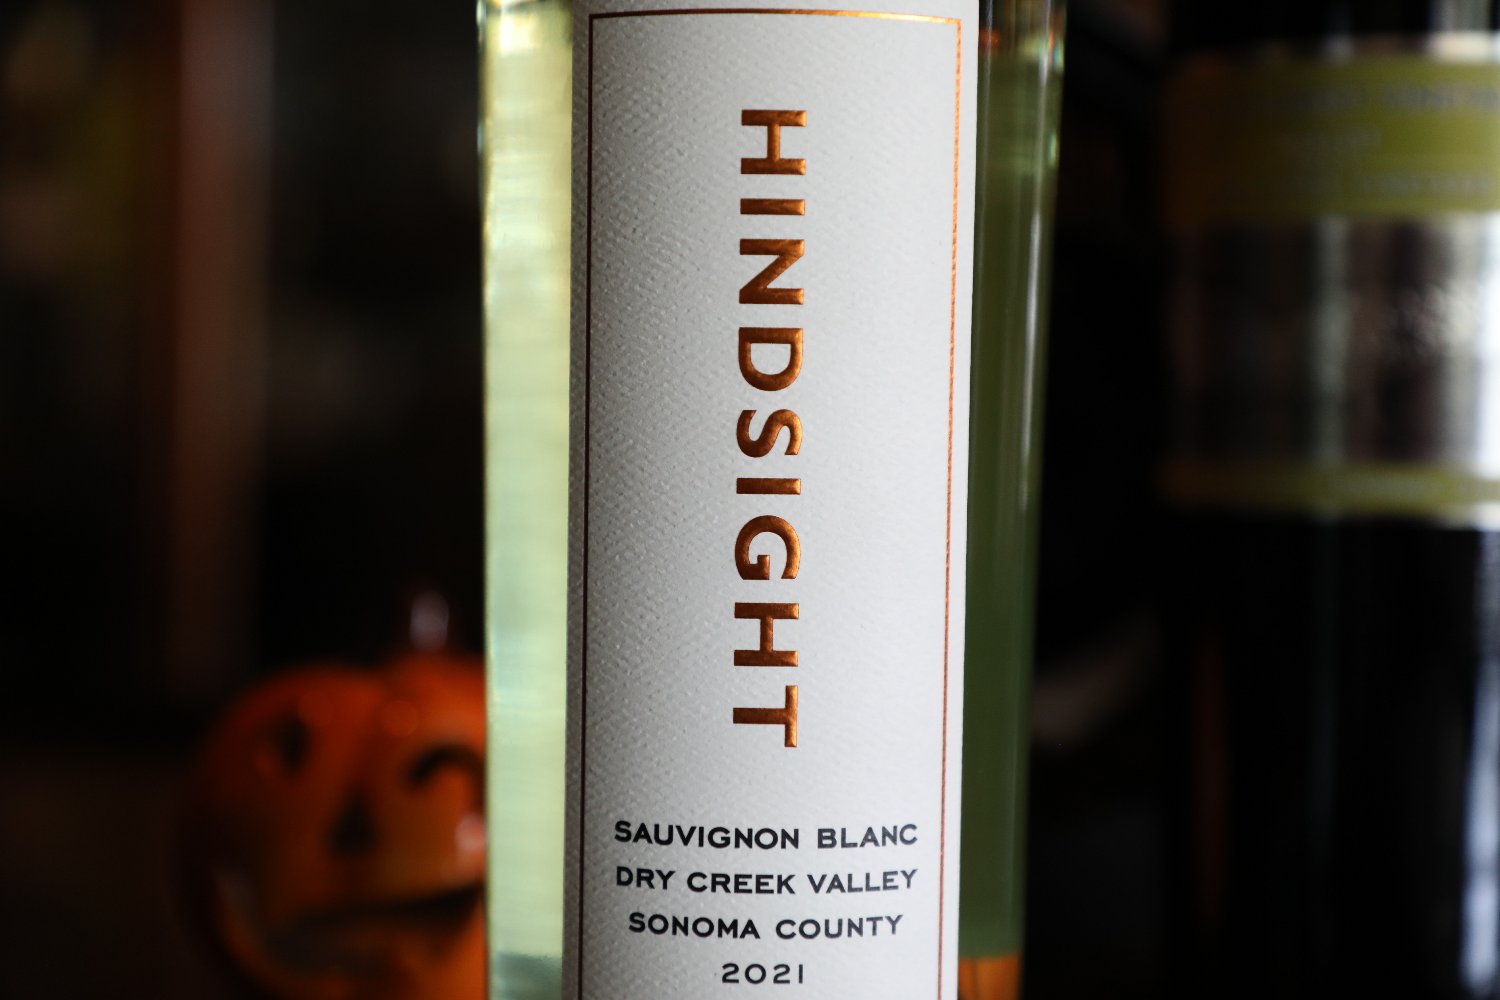 HINDSIGHT
SAUVIGNON BLANC
DRY CREEK VALLEY
SONOMA COUNTY
2021